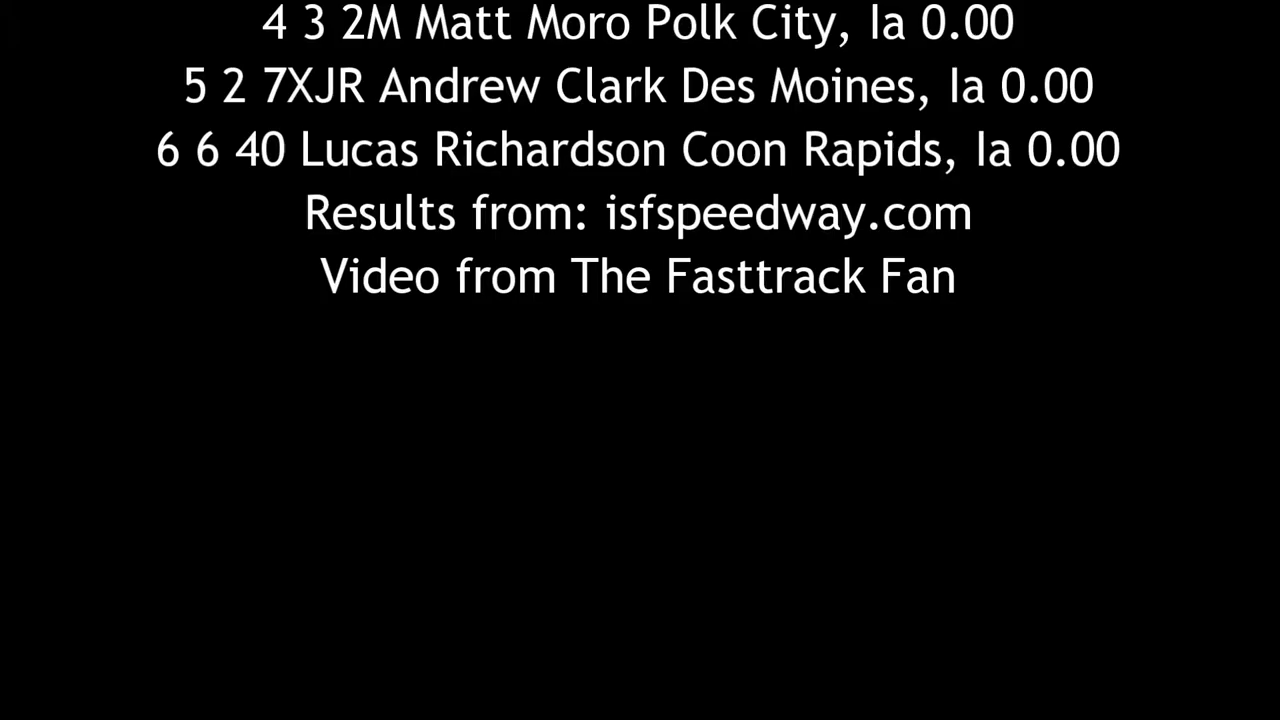 4 3 2M Matt Moro Polk City, Ia 0.00
5 2 7XJR Andrew Clark Des Moines, Ia 0.00
6 6 40 Lucas Richardson Coon Rapids, Ia 0.00
Results from: isfspeedway.com
Video from The Fasttrack Fan